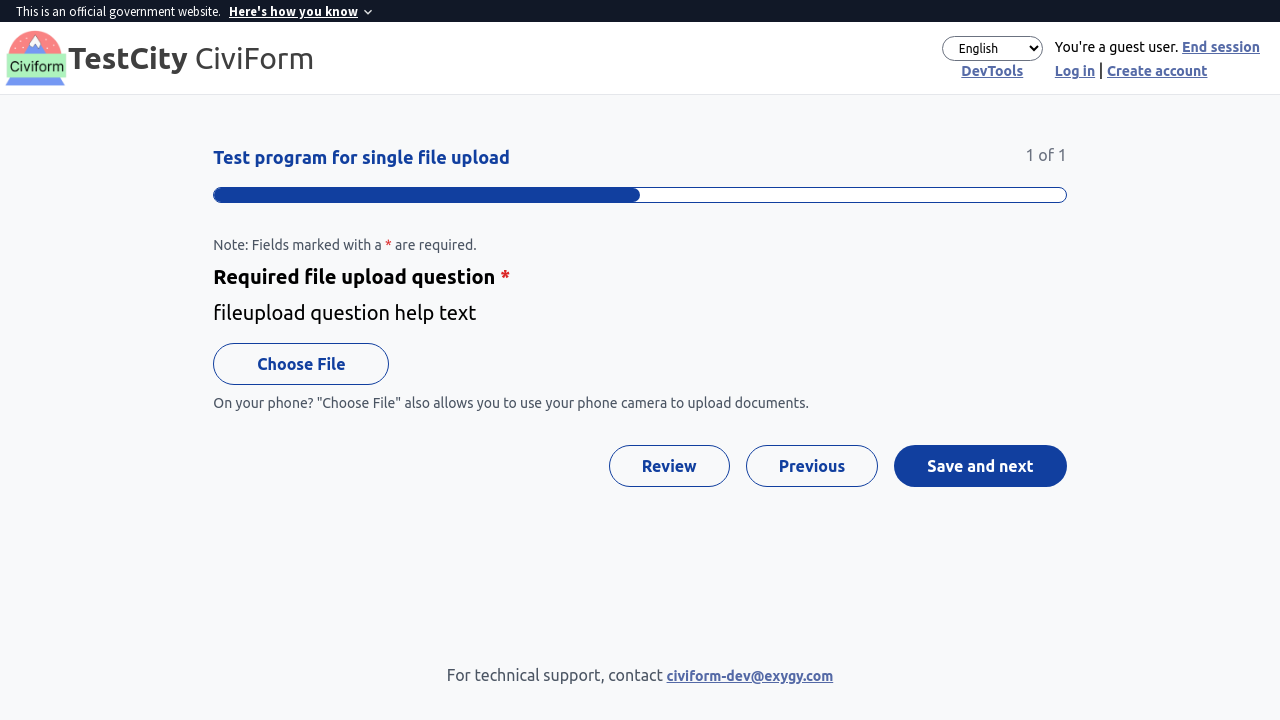 This is an official government website. Here's how you know
Civiform
TestCity CiviForm
English
You're a guest user. End session
DevTools
Log in | Create account
Test program for single file upload
1 of 1
Note: Fields marked with a * are required.
Required file upload question *
fileupload question help text
Choose File
On your phone? "Choose File" also allows you to use your phone camera to upload documents.
Review
Previous
Save and next
For technical support, contact civiform-dev@exygy.com